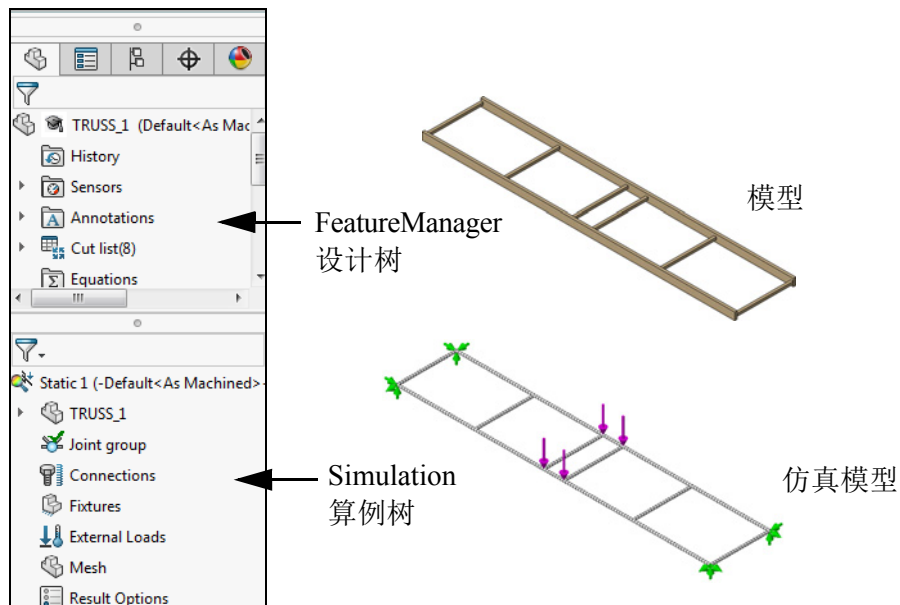 TRUSS_1 (Default<As Mac
History
Sensors
Annotations
Cut list(8)
Equations
Static 1 (-Default<As Machined>
TRUSS_1
Joint group
Connections
Fixtures
External Loads
Mesh
Result Options
FeatureManager
设计树
Simulation
算例树
模型
仿真模型